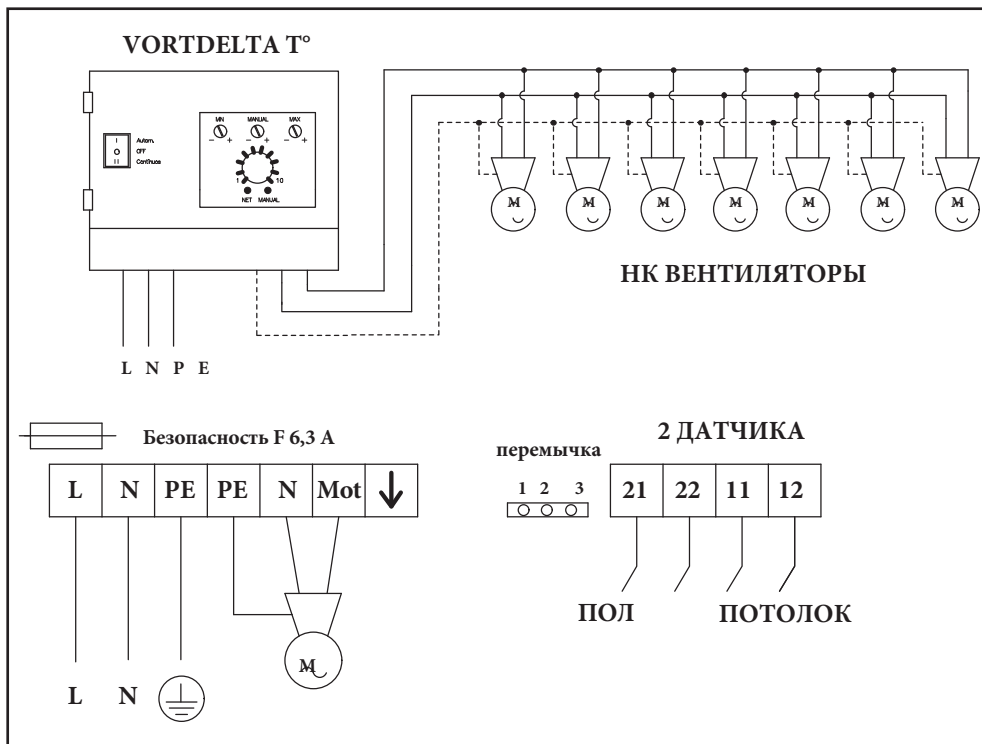 VORTDELTA T°
I Autom.
O OFF
II Continuos
MIN MANUAL MAX
- + - + - +
1 10
NET MANUAL
M M M M M M M
НК ВЕНТИЛЯТОРЫ
L N P E
Безопасность F 6,3 A
L N PE PE N Mot ↓
M
L N
2 ДАТЧИКА
перемычка
1 2 3
21 22 11 12
ПОЛ ПОТОЛОК